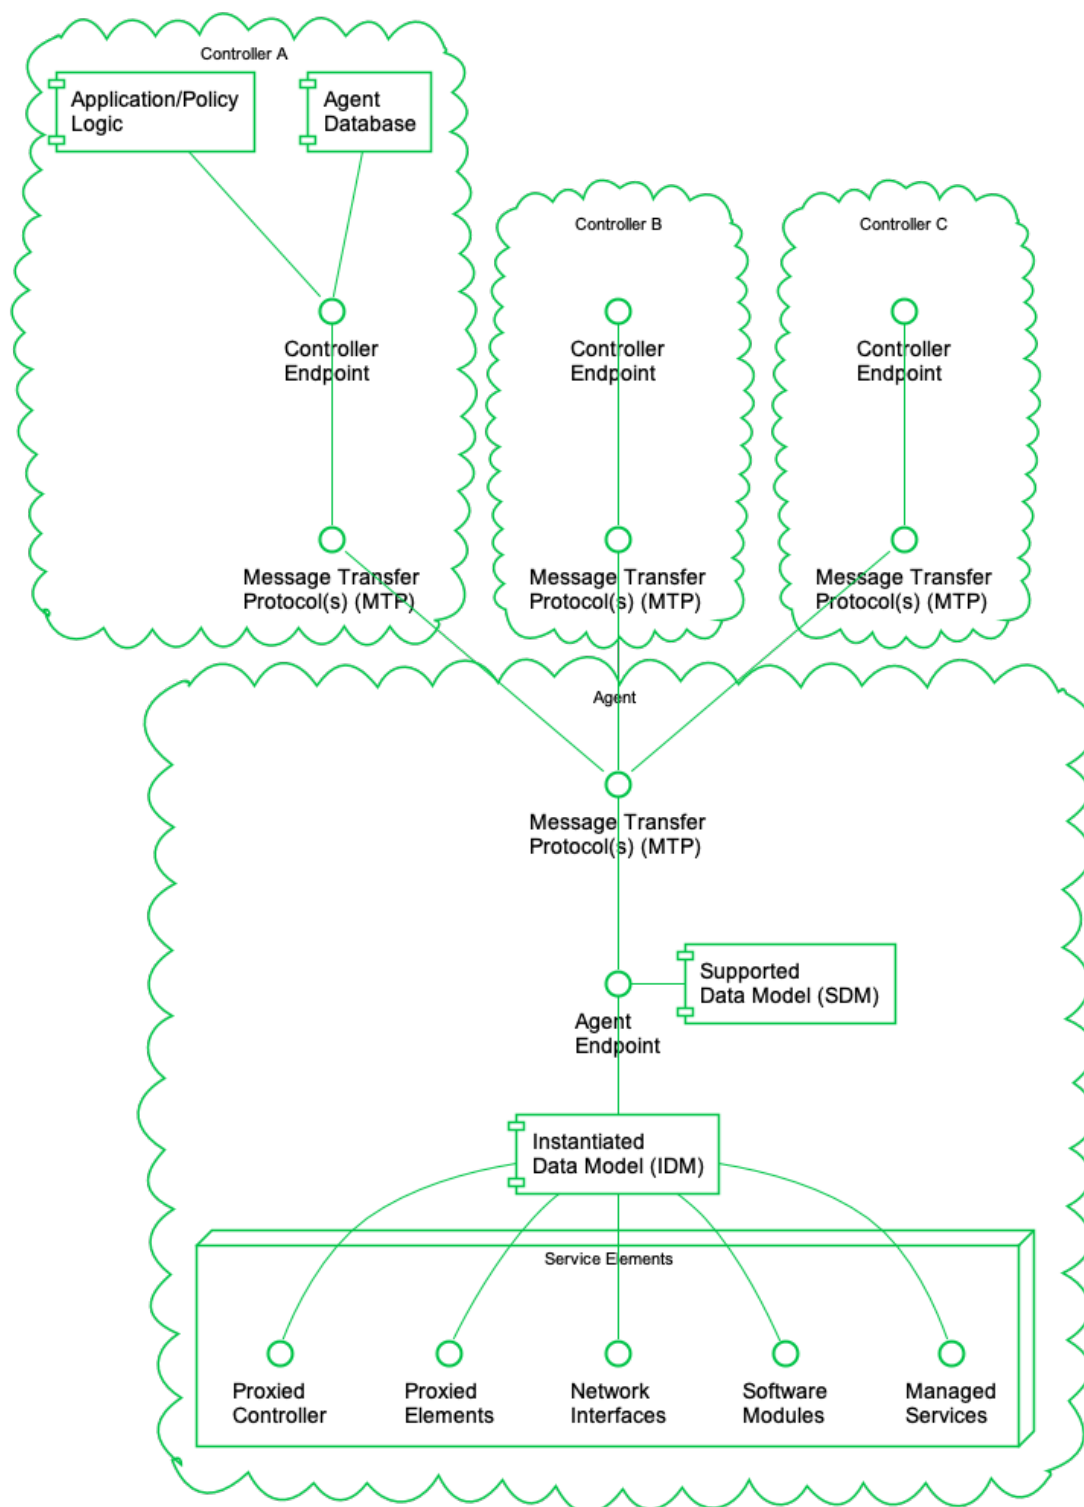 Controller A
Application/Policy
Logic
Agent
Database
Controller
Endpoint
Message Transfer
Protocol(s) (MTP)
Controller B
Controller
Endpoint
Message Transfer
Protocol(s) (MTP)
Controller C
Controller
Endpoint
Message Transfer
Protocol(s) (MTP)
Agent
Message Transfer
Protocol(s) (MTP)
Agent
Endpoint
Supported
Data Model (SDM)
Instantiated
Data Model (IDM)
Service Elements
Proxied
Controller
Proxied
Elements
Network
Interfaces
Software
Modules
Managed
Services